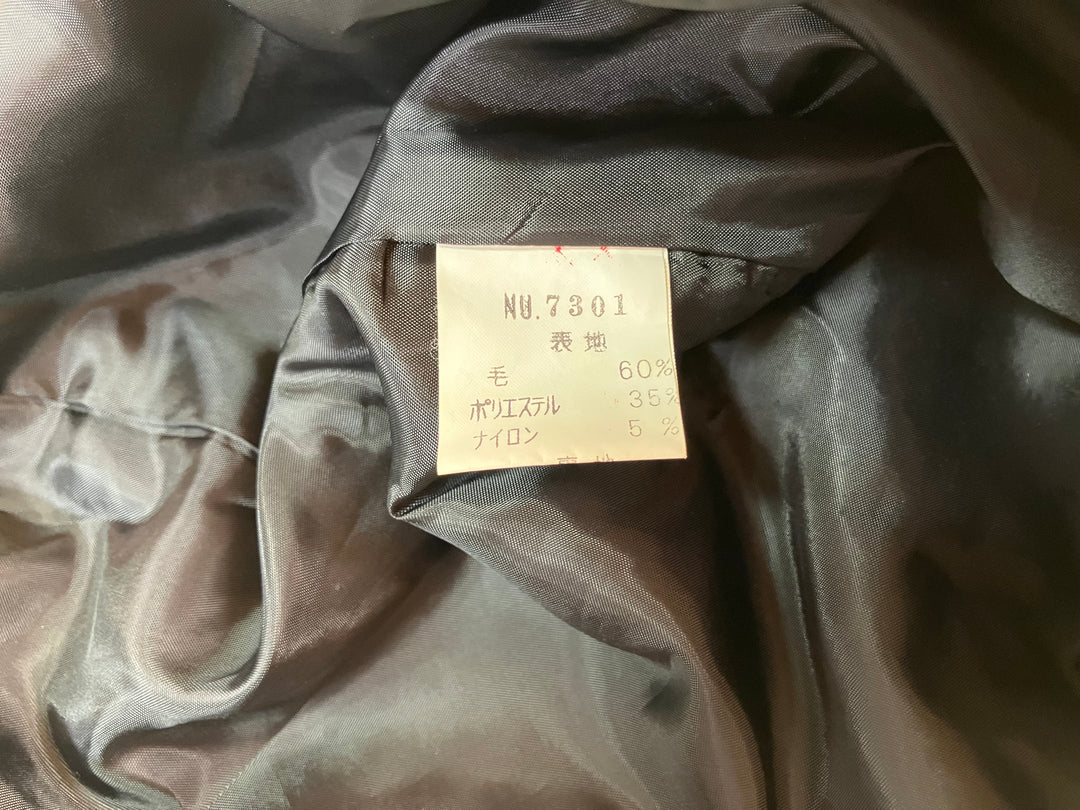 NU.7301
表地
毛 60%
ポリエステル 35%
ナイロン 5 %